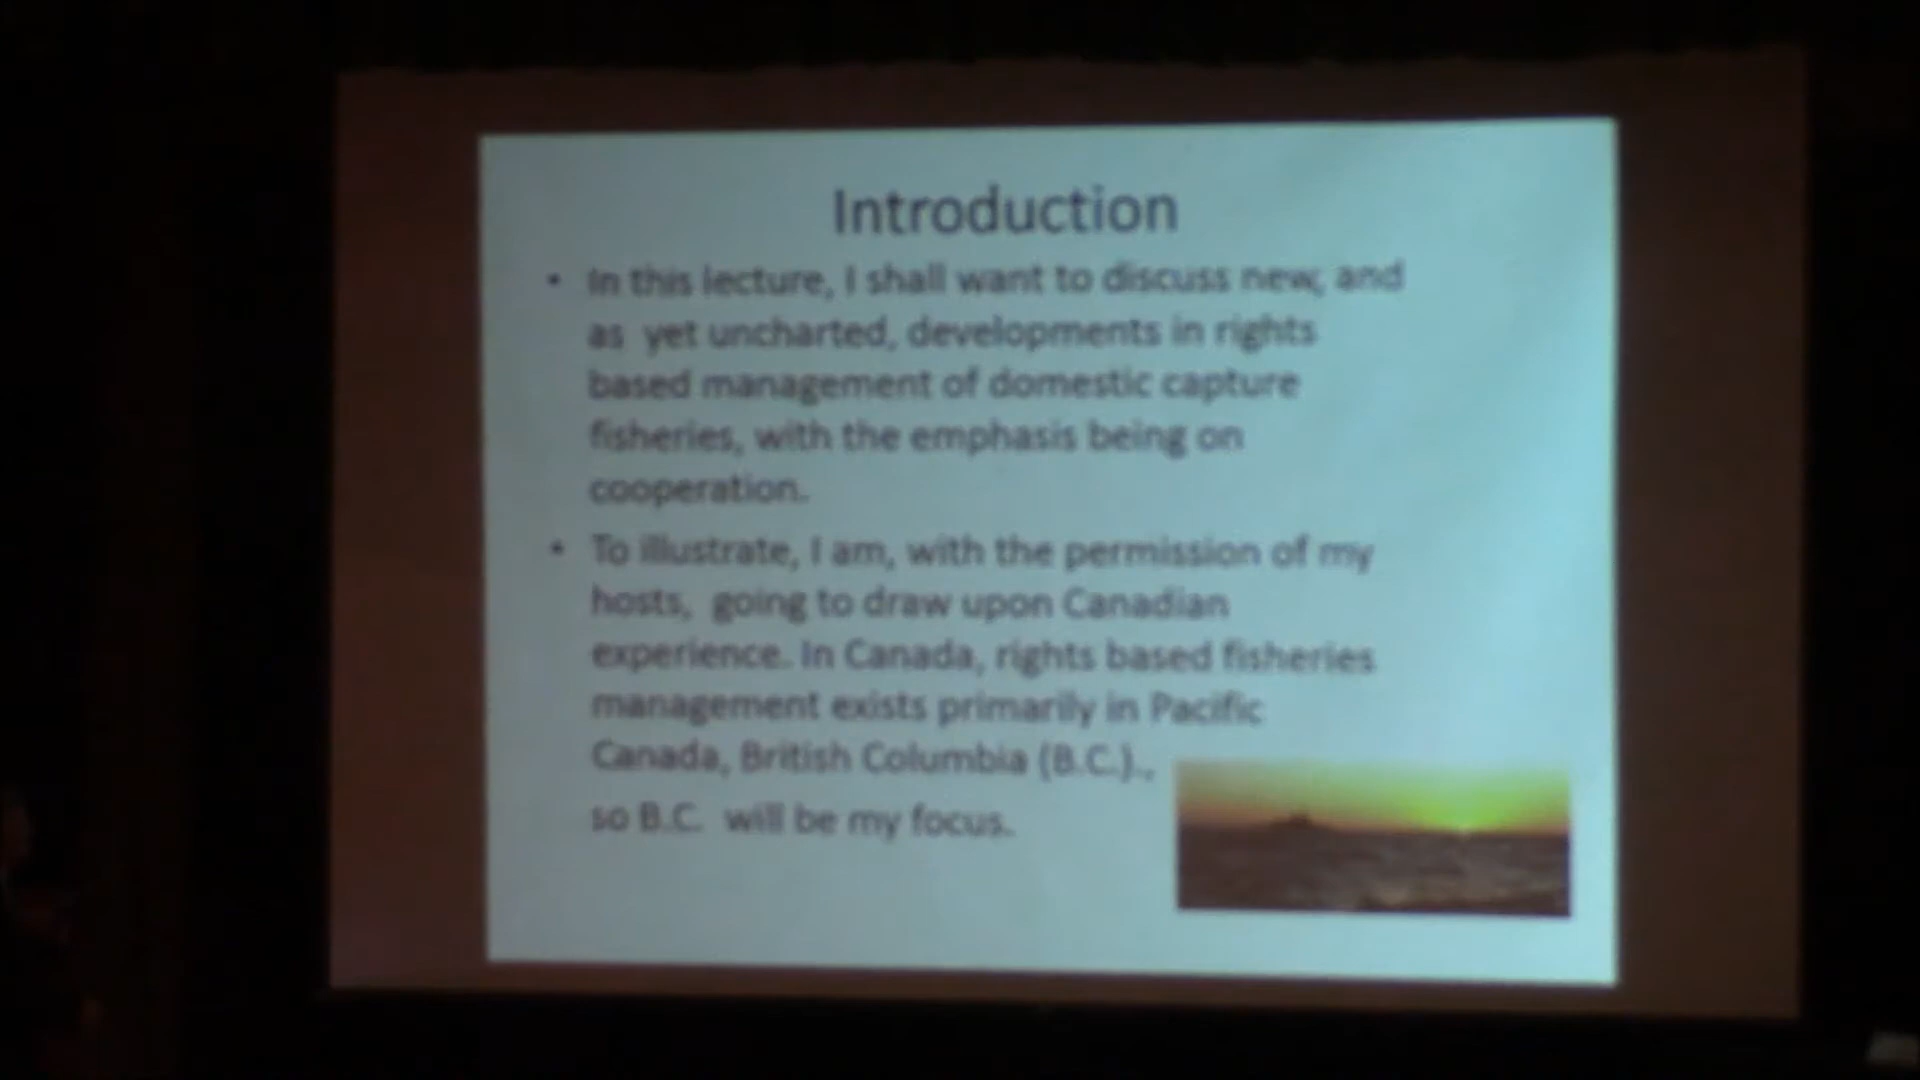 Introduction
• In this lecture, I shall want to discuss new, and
as yet uncharted, developments in rights
based management of domestic capture
fisheries, with the emphasis being on
cooperation.
• To illustrate, I am, with the permission of my
hosts, going to draw upon Canadian
experience. In Canada, rights based fisheries
management exists primarily in Pacific
Canada, British Columbia (B.C.).,
so B.C. will be my focus.